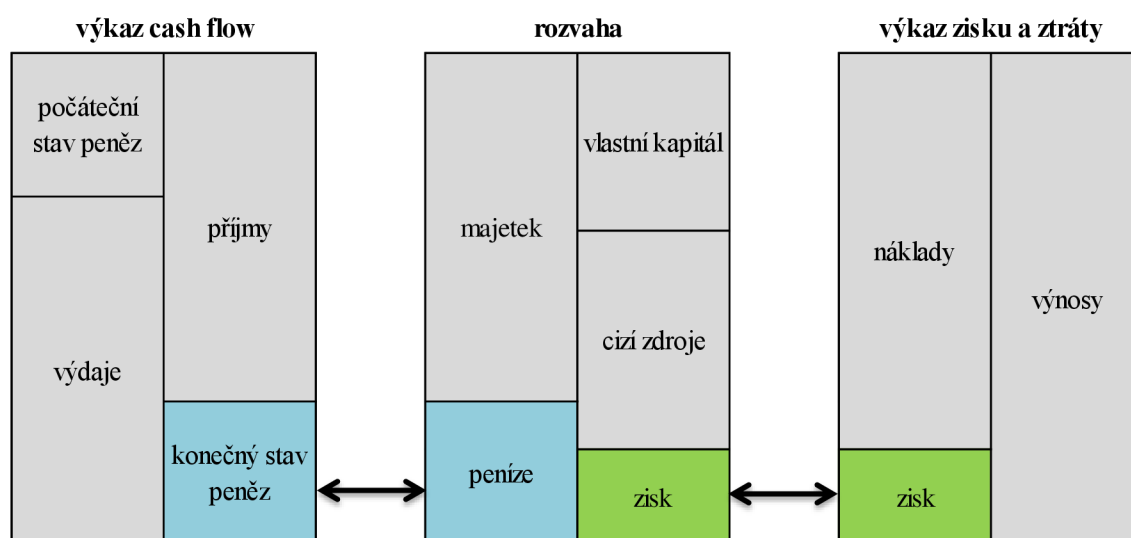 výkaz cash flow
počáteční
stav peněz
příjmy
výdaje
konečný stav
peněz
rozvaha
vlastní kapitál
majetek
cizí zdroje
peníze
zisk
výkaz zisku a ztráty
náklady
výnosy
zisk